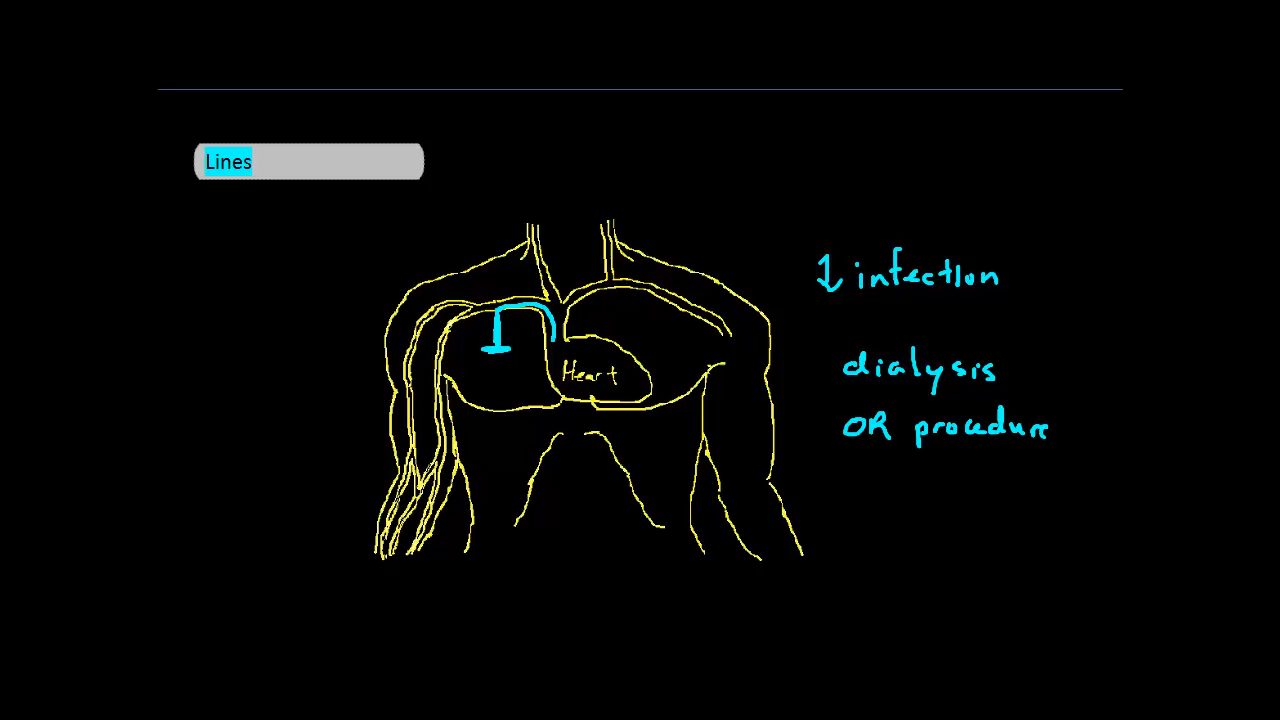 Lines
↓ infection
Heart
dialysis
OR procedure